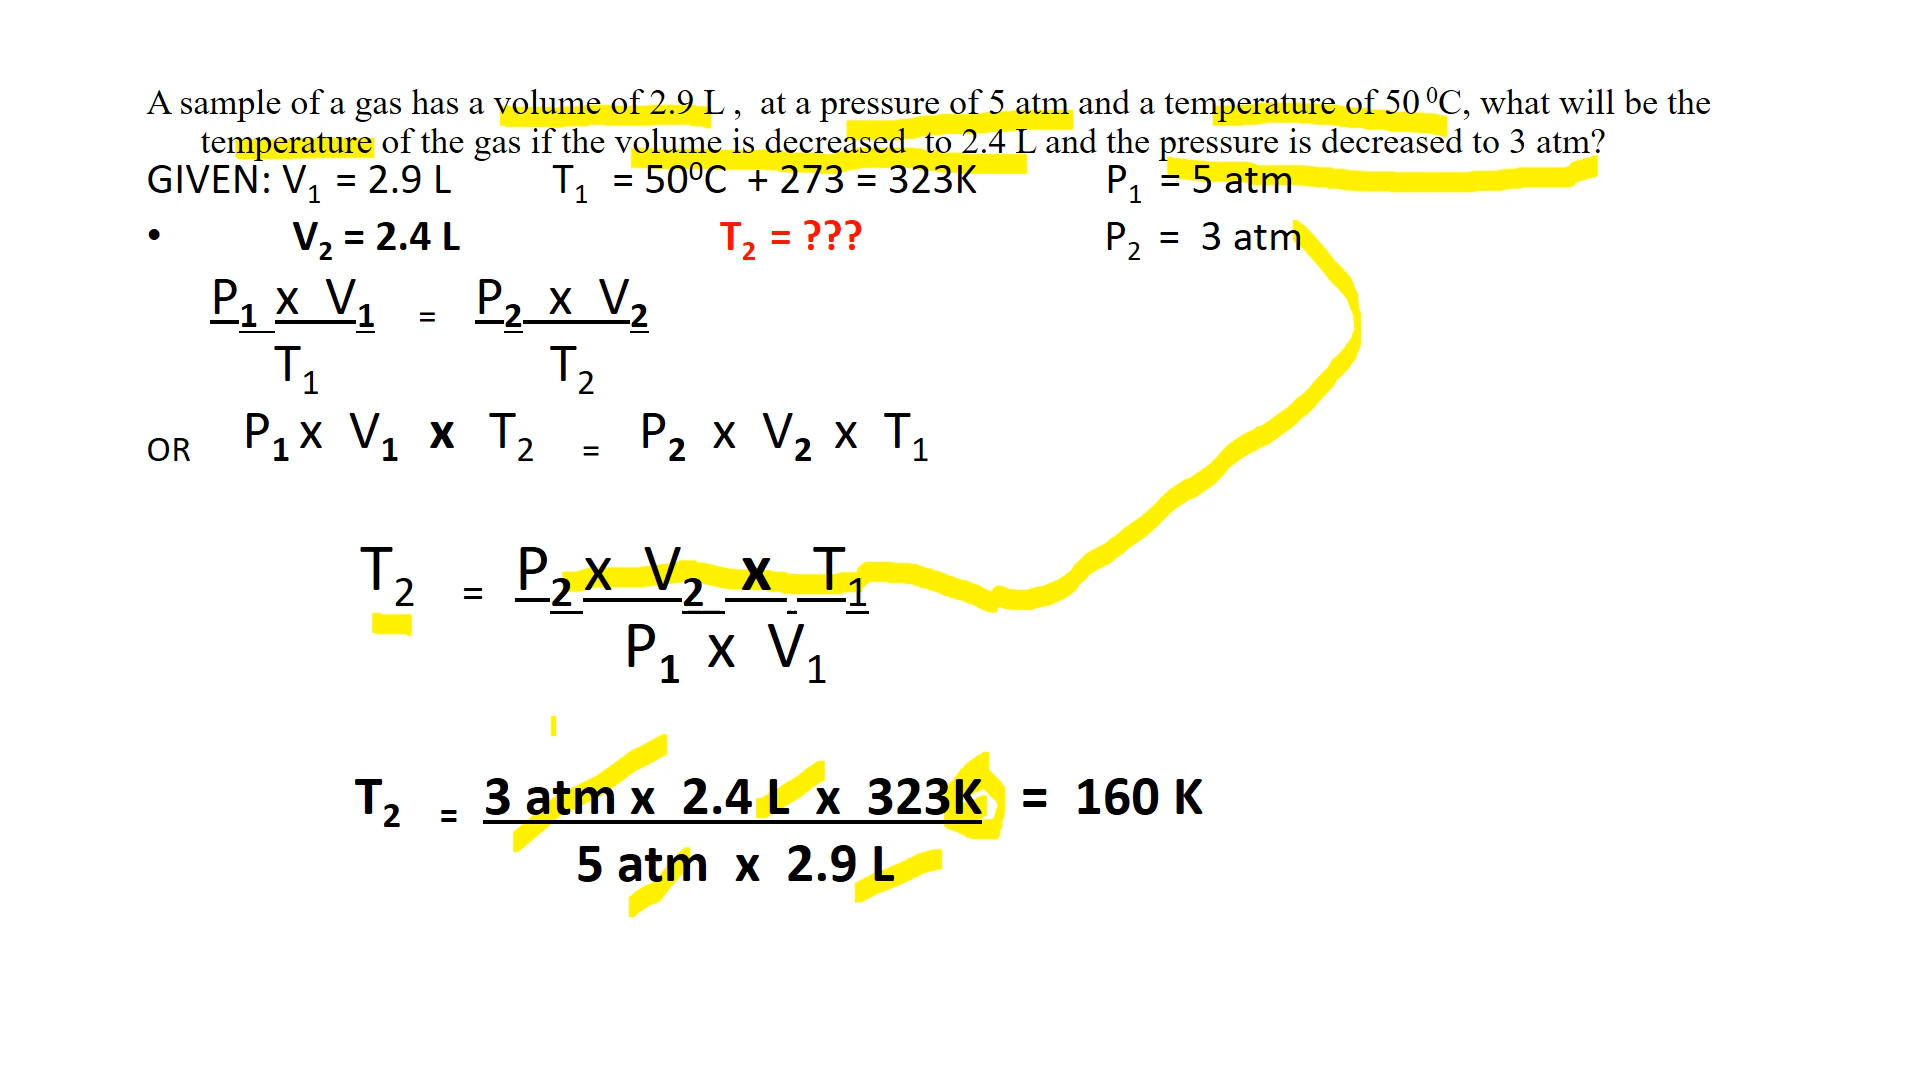 A sample of a gas has a volume of 2.9 L , at a pressure of 5 atm and a temperature of 50 ⁰C, what will be the
temperature of the gas if the volume is decreased to 2.4 L and the pressure is decreased to 3 atm?
GIVEN: V₁ = 2.9 L T₁ = 50⁰C + 273 = 323K P₁ = 5 atm
• V₂ = 2.4 L T₂ = ??? P₂ = 3 atm
P₁ x V₁ = P₂ x V₂
T₁ T₂
OR P₁ x V₁ x T₂ = P₂ x V₂ x T₁
T₂ = P₂ x V₂ x T₁
P₁ x V₁
T₂ = 3 atm x 2.4 L x 323K = 160 K
5 atm x 2.9 L